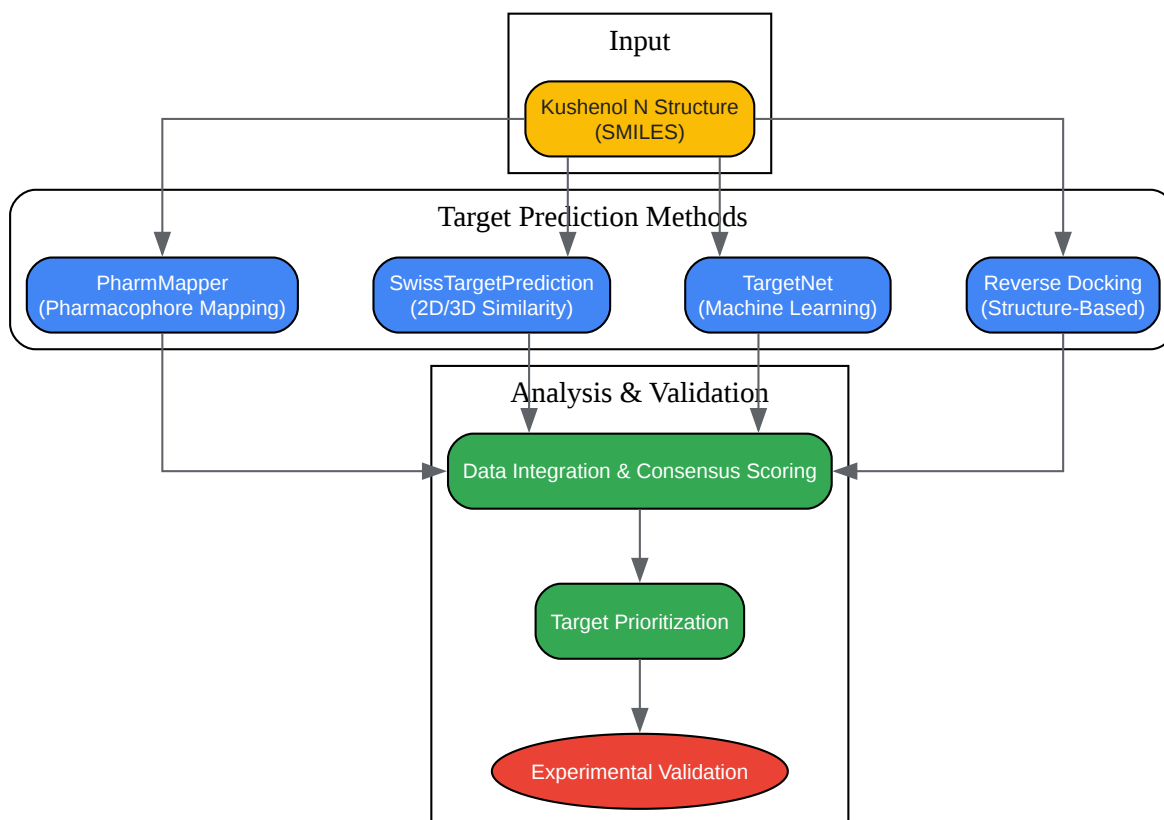 Input
Kushenol N Structure
(SMILES)
Target Prediction Methods
PharmMapper
(Pharmacophore Mapping)
SwissTargetPrediction
(2D/3D Similarity)
TargetNet
(Machine Learning)
Reverse Docking
(Structure-Based)
Analysis & Validation
Data Integration & Consensus Scoring
Target Prioritization
Experimental Validation